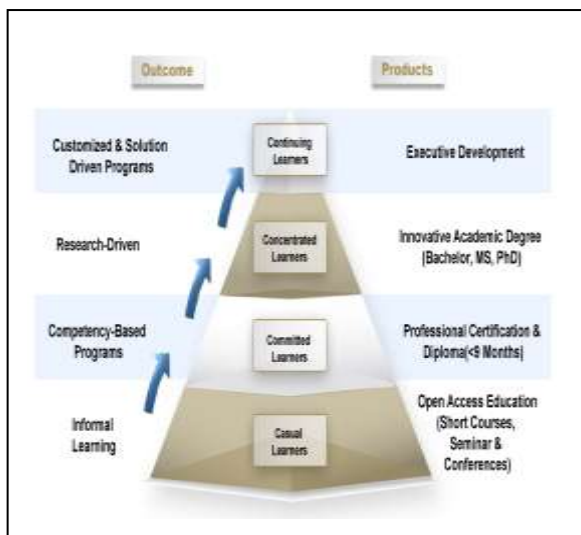 Outcome
Products
Customized & Solution
Driven Programs
Continuing
Learners
Executive Development
Research-Driven
Concentrated
Learners
Innovative Academic Degree
(Bachelor, MS, PhD)
Competency-Based
Programs
Committed
Learners
Professional Certification &
Diploma(<9 Months)
Informal
Learning
Casual
Learners
Open Access Education
(Short Courses,
Seminar &
Conferences)